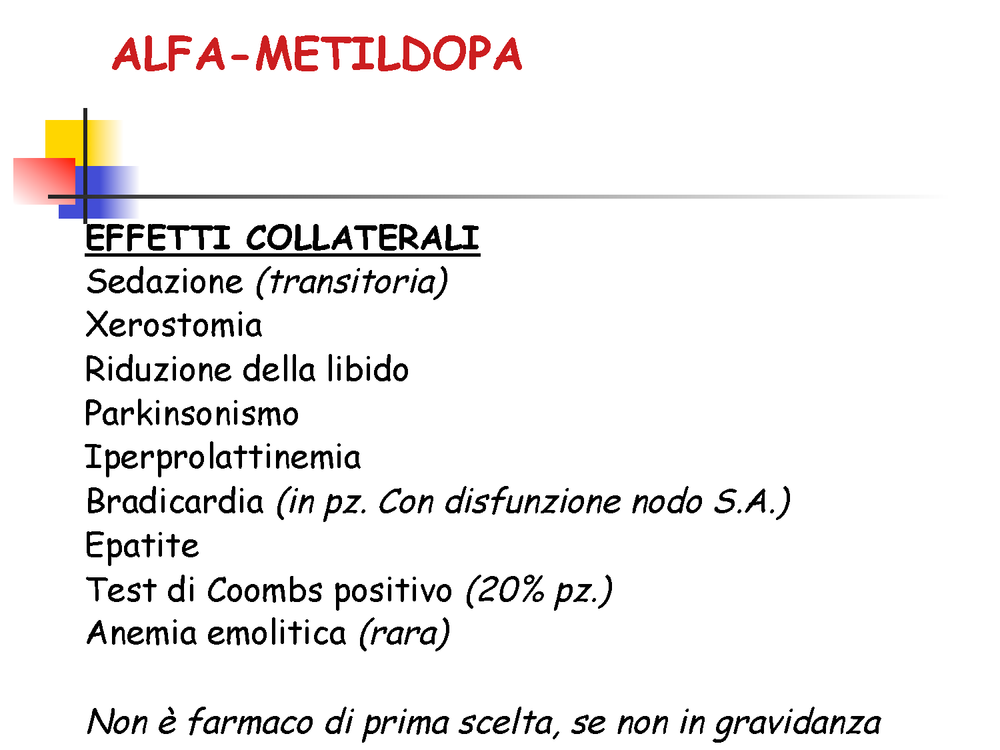 ALFA-METILDOPA
EFFETTI COLLATERALI
Sedazione (transitoria)
Xerostomia
Riduzione della libido
Parkinsonismo
Iperprolattinemia
Bradicardia (in pz. Con disfunzione nodo S.A.)
Epatite
Test di Coombs positivo (20% pz.)
Anemia emolitica (rara)
Non è farmaco di prima scelta, se non in gravidanza